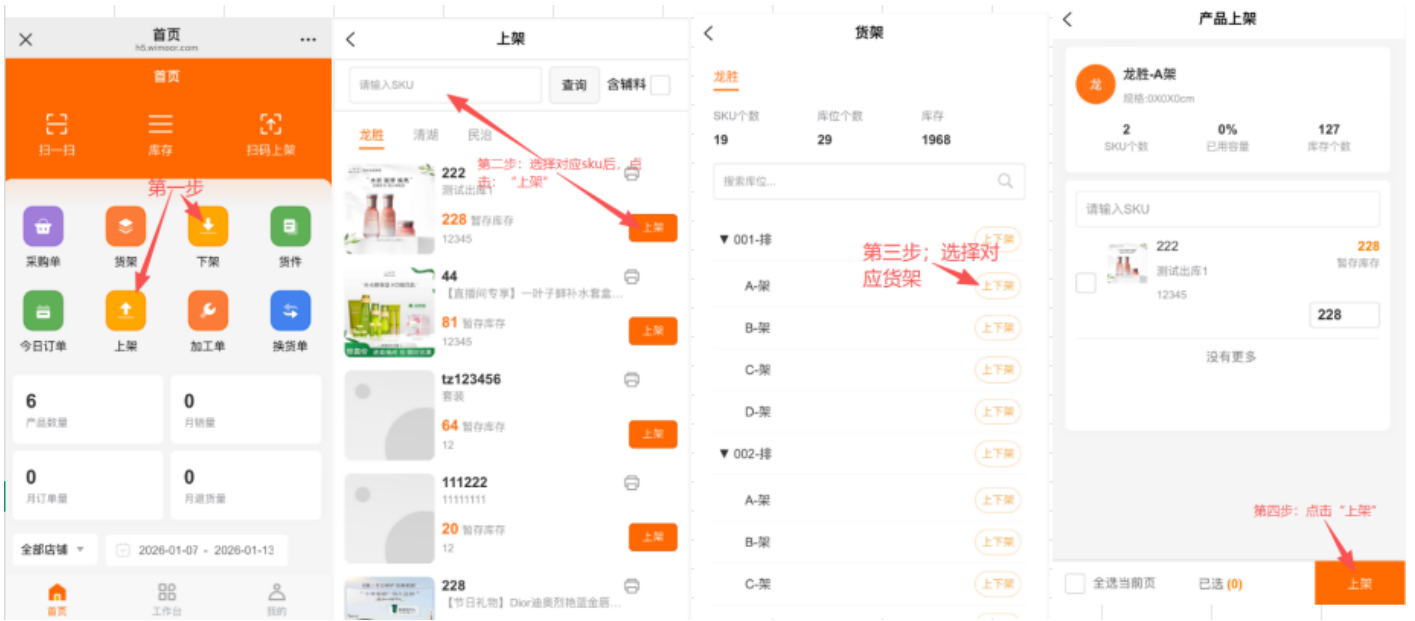 首页
h5.wimoor.com
首页
扫一扫
库存
扫码上架
第一步
采购单
货架
下架
货件
今日订单
上架
加工单
换货单
6
产品数量
0
月销量
0
月订单量
0
月退货量
全部店铺
2026-01-07 - 2026-01-13
首页
工作台
我的
上架
请输入SKU
查询
含辅料
龙胜
清湖
民治
第二步：选择对应sku后，点
击：“上架”
222
测试出库1
228 暂存库存
12345
上架
44
【直播间专享】一叶子鲜补水套盒...
81 暂存库存
12345
上架
tz123456
套装
64 暂存库存
12
上架
111222
11111111
20 暂存库存
12
上架
228
【节日礼物】Dior迪奥烈艳蓝金唇...
货架
龙胜
SKU个数
库位个数
库存
19
29
1968
搜索库位...
第三步；选择对
应货架
001-排
上下架
A-架
上下架
B-架
上下架
C-架
上下架
D-架
上下架
002-排
上下架
A-架
上下架
B-架
上下架
C-架
上下架
产品上架
龙
龙胜-A架
规格:0X0X0cm
2
0%
127
SKU个数
已用容量
库存个数
请输入SKU
222
228
测试出库1
暂存库存
12345
228
没有更多
第四步：点击“上架”
全选当前页
已选 (0)
上架